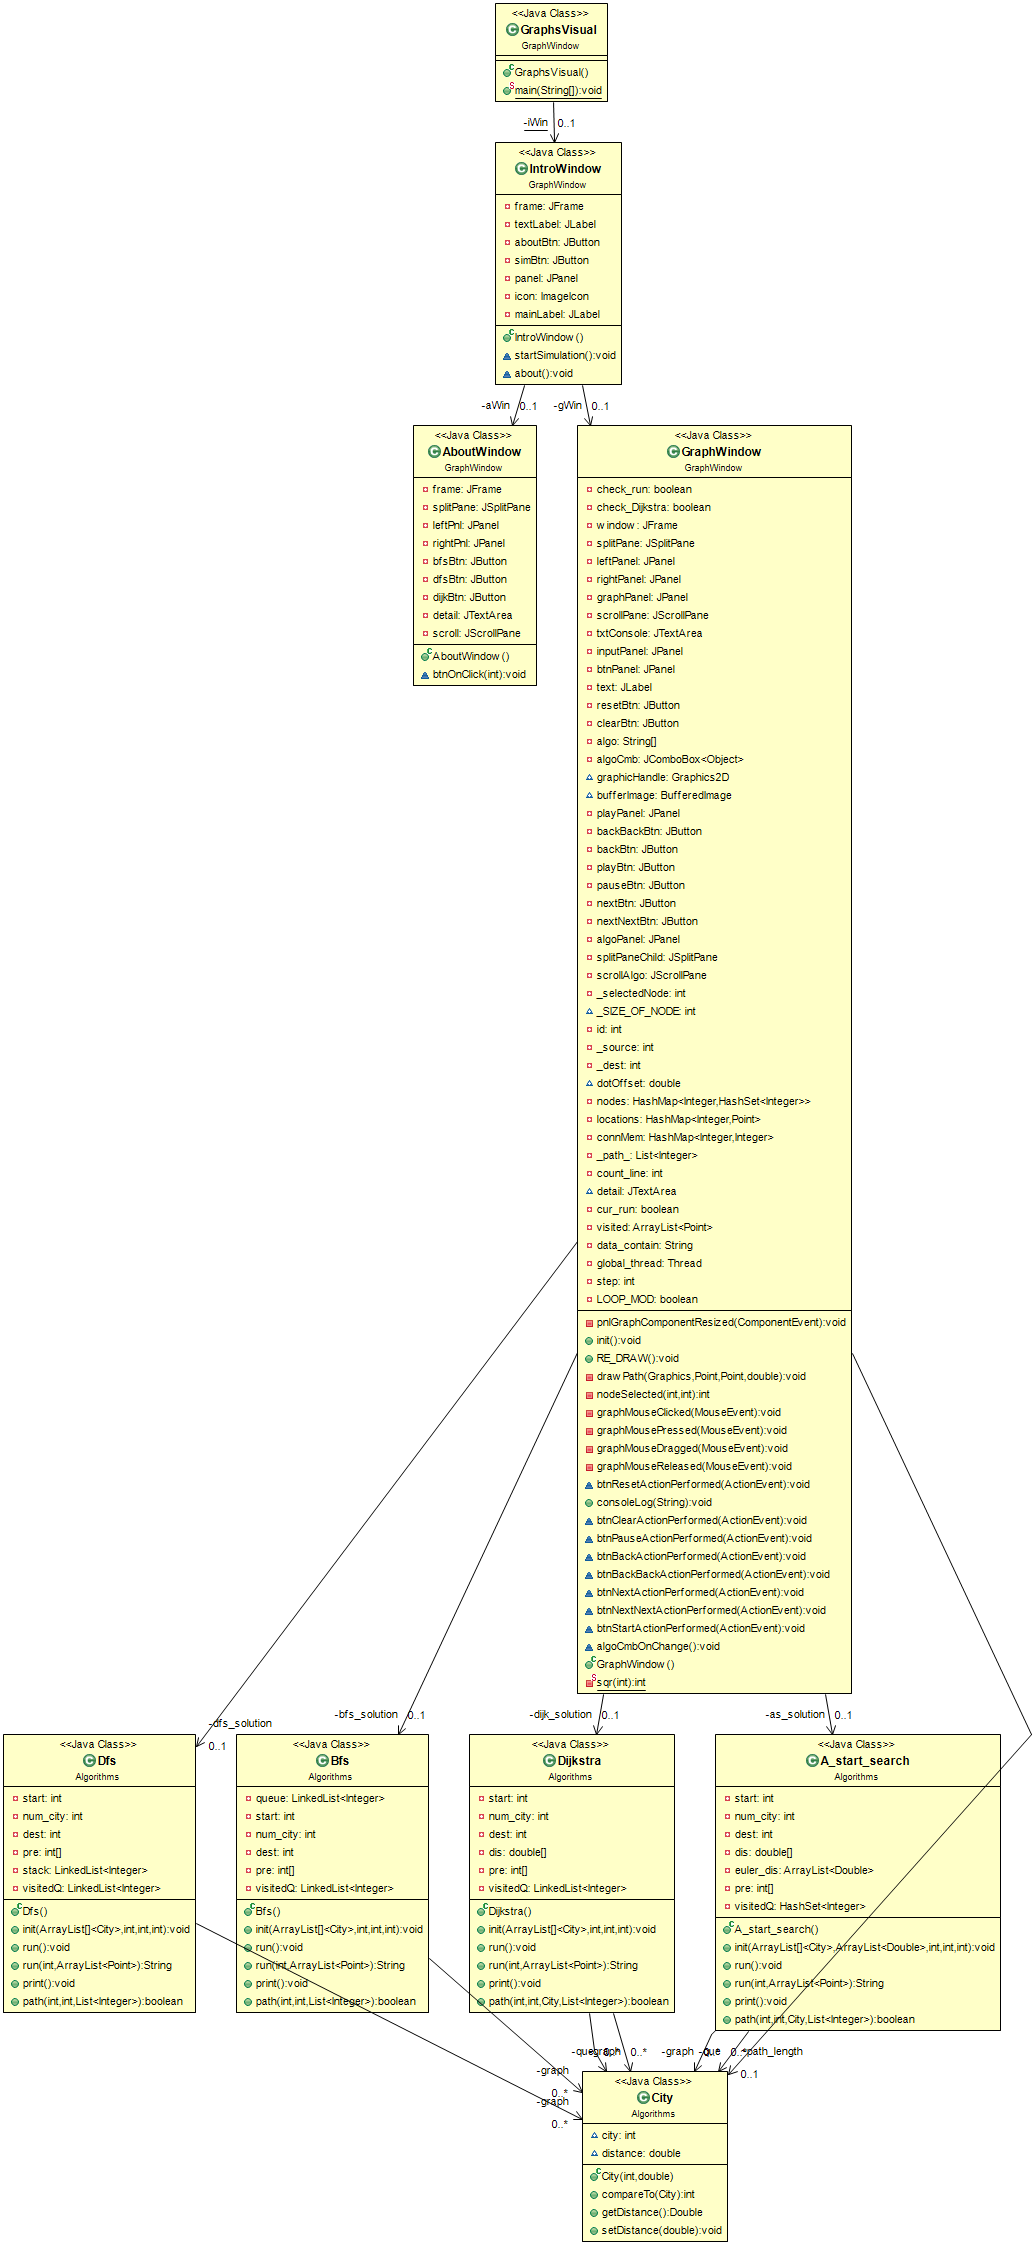 <<Java Class>>
GraphsVisual
GraphWindow
GraphsVisual()
main(String[]):void
-iWin 0..1
<<Java Class>>
IntroWindow
GraphWindow
frame: JFrame
textLabel: JLabel
aboutBtn: JButton
simBtn: JButton
panel: JPanel
icon: ImageIcon
mainLabel: JLabel
IntroWindow()
startSimulation():void
about():void
-aWin 0..1
-gWin 0..1
<<Java Class>>
AboutWindow
GraphWindow
frame: JFrame
splitPane: JSplitPane
leftPnl: JPanel
rightPnl: JPanel
bfsBtn: JButton
dfsBtn: JButton
dijkBtn: JButton
detail: JTextArea
scroll: JScrollPane
AboutWindow()
btnOnClick(int):void
<<Java Class>>
GraphWindow
GraphWindow
check_run: boolean
check_Dijkstra: boolean
window: JFrame
splitPane: JSplitPane
leftPanel: JPanel
rightPanel: JPanel
graphPanel: JPanel
scrollPane: JScrollPane
txtConsole: JTextArea
inputPanel: JPanel
btnPanel: JPanel
text: JLabel
resetBtn: JButton
clearBtn: JButton
algo: String[]
algoCmb: JComboBox<Object>
graphicHandle: Graphics2D
bufferImage: BufferedImage
playPanel: JPanel
backBackBtn: JButton
backBtn: JButton
playBtn: JButton
pauseBtn: JButton
nextBtn: JButton
nextNextBtn: JButton
algoPanel: JPanel
splitPaneChild: JSplitPane
scrollAlgo: JScrollPane
_selectedNode: int
_SIZE_OF_NODE: int
id: int
_source: int
_dest: int
dotOffset: double
nodes: HashMap<Integer,HashSet<Integer>>
locations: HashMap<Integer,Point>
connMem: HashMap<Integer,Integer>
_path_: List<Integer>
count_line: int
detail: JTextArea
cur_run: boolean
visited: ArrayList<Point>
data_contain: String
global_thread: Thread
step: int
LOOP_MOD: boolean
pnlGraphComponentResized(ComponentEvent):void
init():void
RE_DRAW():void
drawPath(Graphics,Point,Point,double):void
nodeSelected(int,int):int
graphMouseClicked(MouseEvent):void
graphMousePressed(MouseEvent):void
graphMouseDragged(MouseEvent):void
graphMouseReleased(MouseEvent):void
btnResetActionPerformed(ActionEvent):void
consoleLog(String):void
btnClearActionPerformed(ActionEvent):void
btnPauseActionPerformed(ActionEvent):void
btnBackActionPerformed(ActionEvent):void
btnBackBackActionPerformed(ActionEvent):void
btnNextActionPerformed(ActionEvent):void
btnNextNextActionPerformed(ActionEvent):void
btnStartActionPerformed(ActionEvent):void
algoCmbOnChange():void
GraphWindow()
sqr(int):int
-dfs_solution
0..1
-bfs_solution 0..1
-dijk_solution 0..1
-as_solution 0..1
<<Java Class>>
Dfs
Algorithms
start: int
num_city: int
dest: int
pre: int[]
stack: LinkedList<Integer>
visitedQ: LinkedList<Integer>
Dfs()
init(ArrayList[]<City>,int,int,int):void
run():void
run(int,ArrayList<Point>):String
print():void
path(int,int,List<Integer>):boolean
<<Java Class>>
Bfs
Algorithms
queue: LinkedList<Integer>
start: int
num_city: int
dest: int
pre: int[]
visitedQ: LinkedList<Integer>
Bfs()
init(ArrayList[]<City>,int,int,int):void
run():void
run(int,ArrayList<Point>):String
print():void
path(int,int,List<Integer>):boolean
<<Java Class>>
Dijkstra
Algorithms
start: int
num_city: int
dest: int
dis: double[]
pre: int[]
visitedQ: LinkedList<Integer>
Dijkstra()
init(ArrayList[]<City>,int,int,int):void
run():void
run(int,ArrayList<Point>):String
print():void
path(int,int,City,List<Integer>):boolean
<<Java Class>>
A_start_search
Algorithms
start: int
num_city: int
dest: int
dis: double[]
euler_dis: ArrayList<Double>
pre: int[]
visitedQ: HashSet<Integer>
A_start_search()
init(ArrayList[]<City>,ArrayList<Double>,int,int,int):void
run():void
run(int,ArrayList<Point>):String
print():void
path(int,int,City,List<Integer>):boolean
-graph 0..*
-graph -que 0..* path_length
0..1
-graph
0..*
-graph
0..*
<<Java Class>>
City
Algorithms
city: int
distance: double
City(int,double)
compareTo(City):int
getDistance():Double
setDistance(double):void